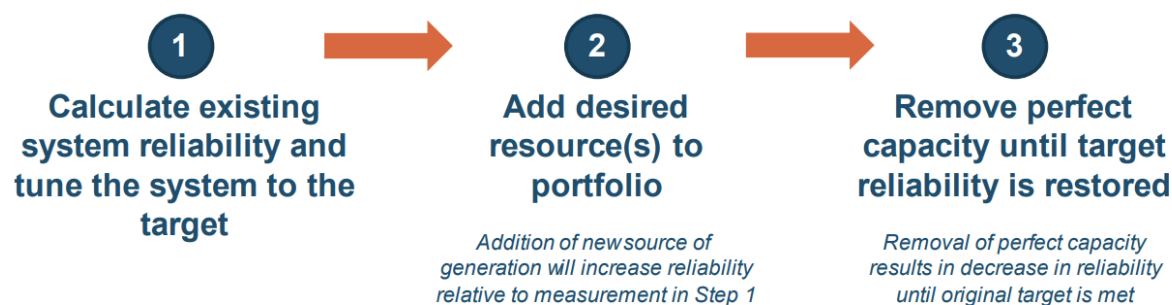 1
Calculate existing
system reliability and
tune the system to the
target
2
Add desired
resource(s) to
portfolio
Addition of new source of
generation will increase reliability
relative to measurement in Step 1
3
Remove perfect
capacity until target
reliability is restored
Removal of perfect capacity
results in decrease in reliability
until original target is met